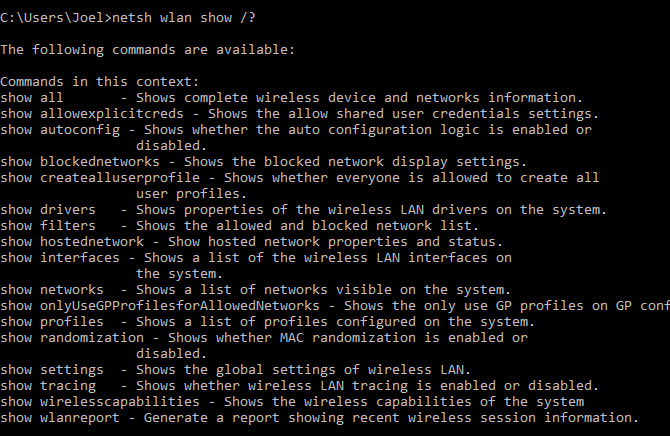 C:\Users\Joel>netsh wlan show /?
The following commands are available:
Commands in this context:
show all       - Shows complete wireless device and networks information.
show allowexplicitcreds - Shows the allow shared user credentials settings.
show autoconfig - Shows whether the auto configuration logic is enabled or
                 disabled.
show blockednetworks - Shows the blocked network display settings.
show createalluserprofile - Shows whether everyone is allowed to create all
                 user profiles.
show drivers   - Shows properties of the wireless LAN drivers on the system.
show filters   - Shows the allowed and blocked network list.
show hostednetwork - Show hosted network properties and status.
show interfaces - Shows a list of the wireless LAN interfaces on
                 the system.
show networks  - Shows a list of networks visible on the system.
show onlyUseGPProfilesforAllowedNetworks - Shows the only use GP profiles on GP conf
show profiles  - Shows a list of profiles configured on the system.
show randomization - Shows whether MAC randomization is enabled or
                 disabled.
show settings  - Shows the global settings of wireless LAN.
show tracing   - Shows whether wireless LAN tracing is enabled or disabled.
show wirelesscapabilities - Shows the wireless capabilities of the system
show wlanreport - Generate a report showing recent wireless session information.